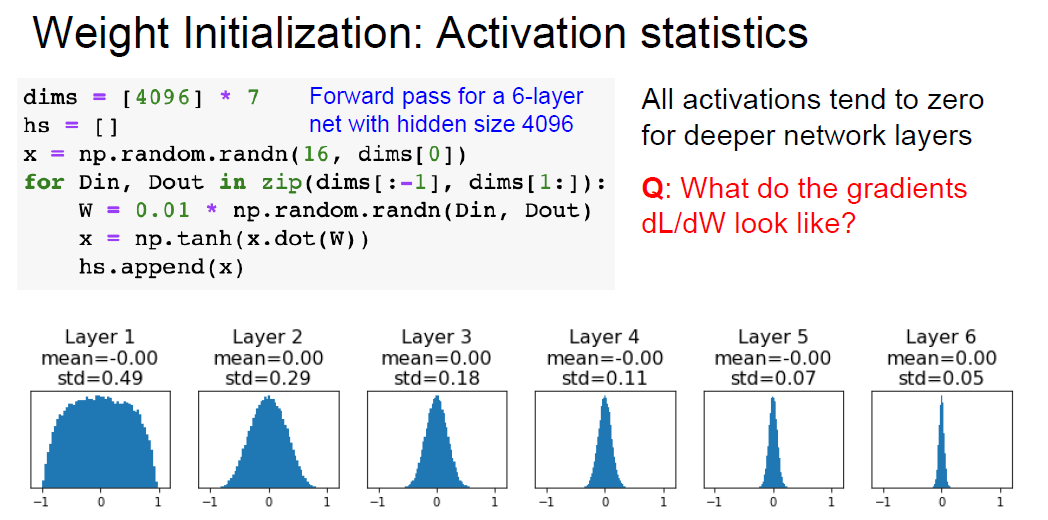 Weight Initialization: Activation statistics
dims = [4096] * 7
hs = []
x = np.random.randn(16, dims[0])
for Din, Dout in zip(dims[:-1], dims[1:]):
    W = 0.01 * np.random.randn(Din, Dout)
    x = np.tanh(x.dot(W))
    hs.append(x)
Forward pass for a 6-layer
net with hidden size 4096
All activations tend to zero
for deeper network layers
Q: What do the gradients
dL/dW look like?
Layer 1
mean=-0.00
std=0.49
−1 0 1
Layer 2
mean=0.00
std=0.29
−1 0 1
Layer 3
mean=0.00
std=0.18
−1 0 1
Layer 4
mean=-0.00
std=0.11
−1 0 1
Layer 5
mean=-0.00
std=0.07
−1 0 1
Layer 6
mean=0.00
std=0.05
−1 0 1